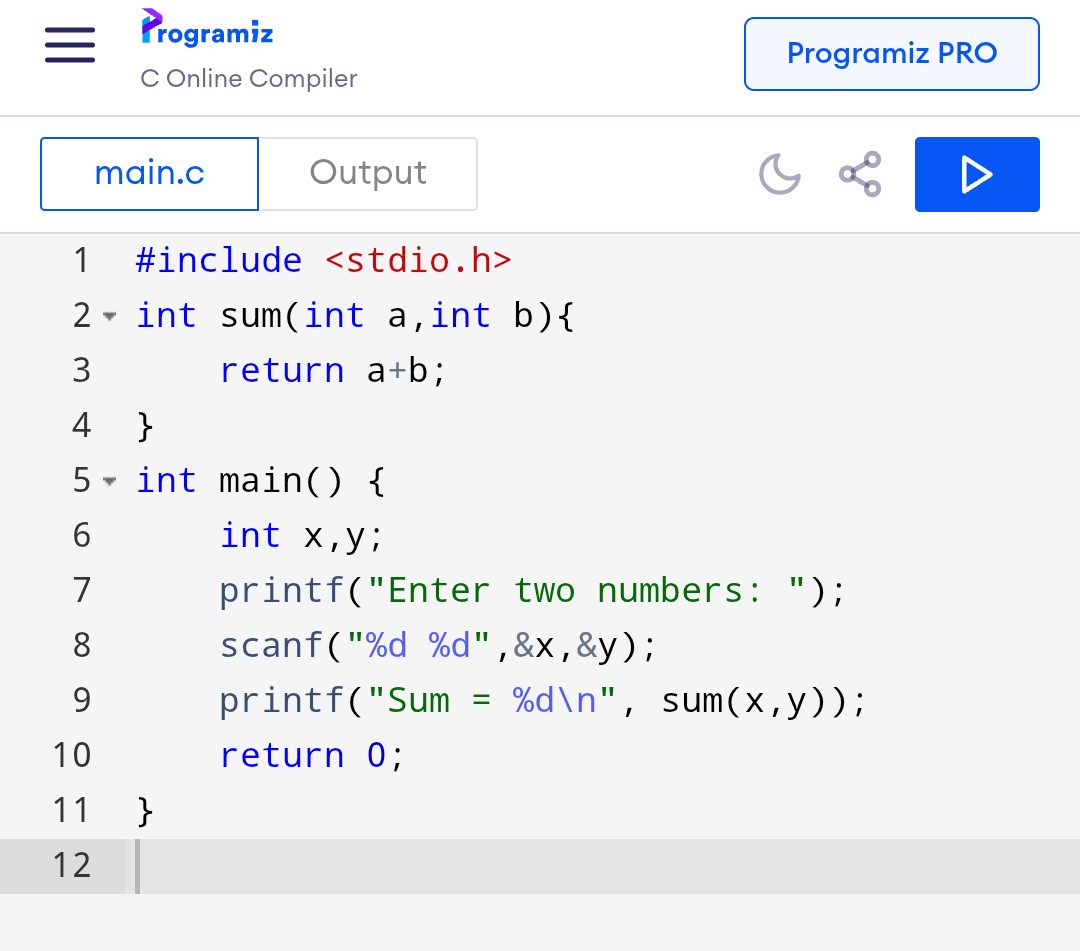 Programiz
C Online Compiler
Programiz PRO
main.c
Output
1 #include <stdio.h>
2 int sum(int a,int b){
3     return a+b;
4 }
5 int main() {
6     int x,y;
7     printf("Enter two numbers: ");
8     scanf("%d %d",&x,&y);
9     printf("Sum = %d\n", sum(x,y));
10     return 0;
11 }
12